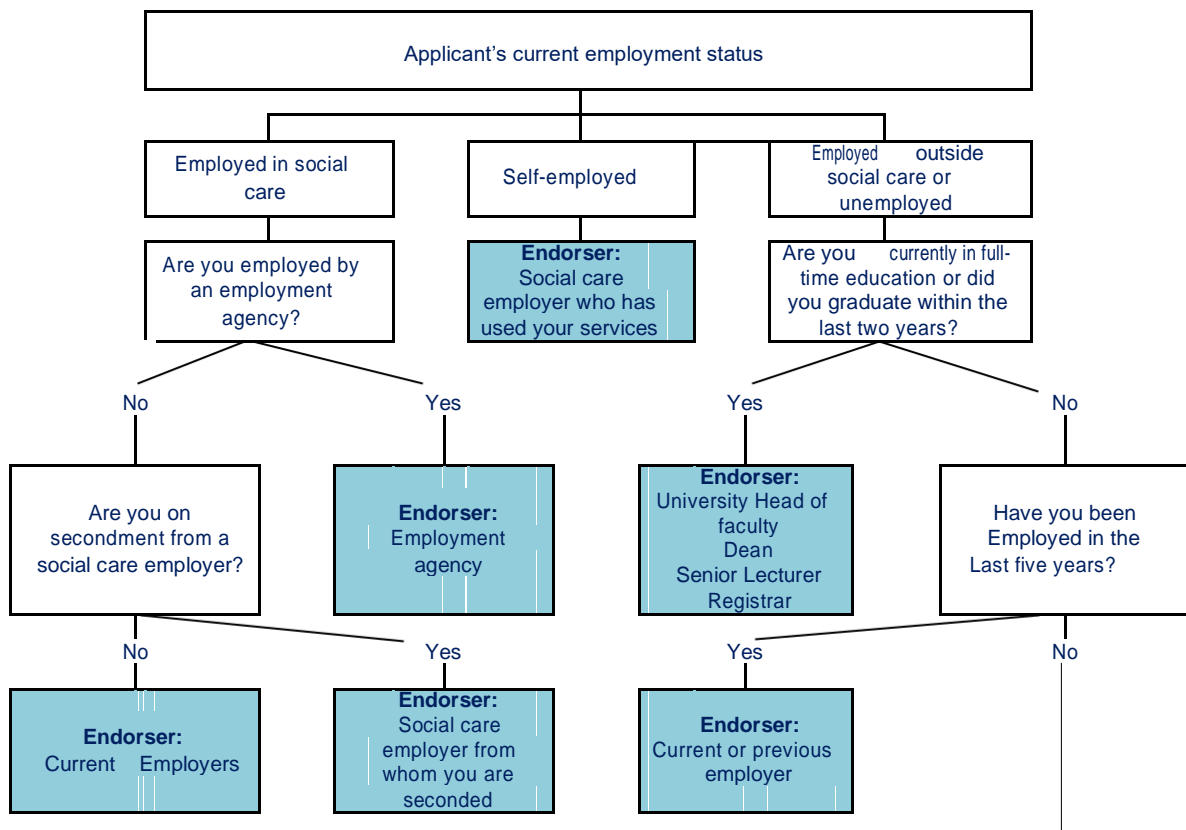 Applicant's current employment status
Employed in social
care
Self-employed
Employed outside
social care or
unemployed
Are you employed by
an employment
agency?
Endorser:
Social care
employer who has
used your services
Are you currently in full-
time education or did
you graduate within the
last two years?
No
Yes
Yes
No
Are you on
secondment from a
social care employer?
Endorser:
Employment
agency
Endorser:
University Head of
faculty
Dean
Senior Lecturer
Registrar
Have you been
Employed in the
Last five years?
No
Yes
Yes
No
Endorser:
Current Employers
Endorser:
Social care
employer from
whom you are
seconded
Endorser:
Current or previous
employer